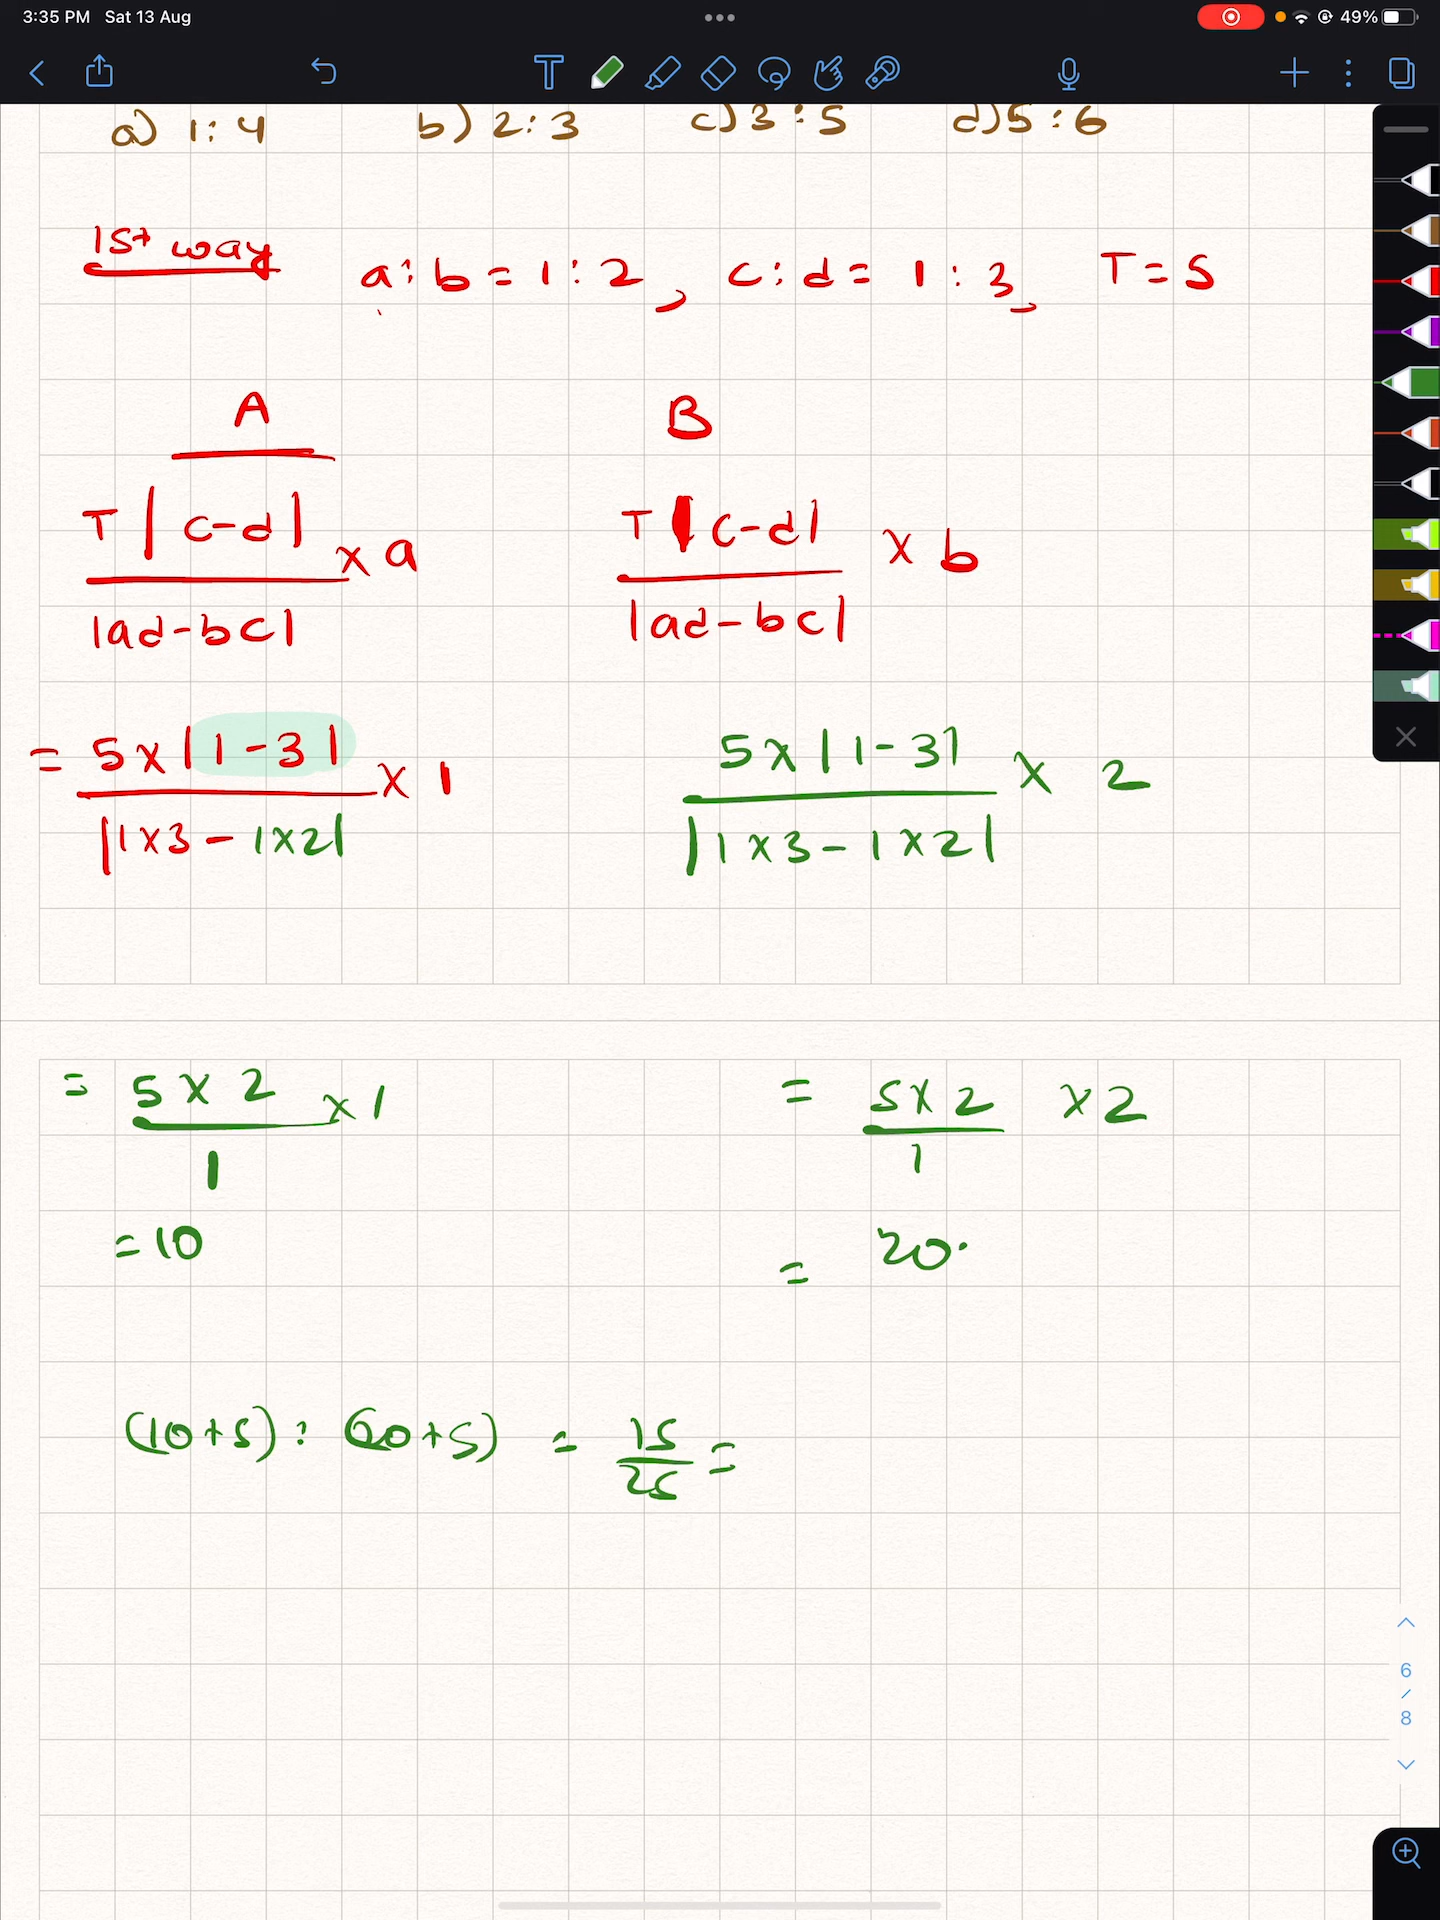 3:35 PM Sat 13 Aug 49%
a) 1:4 b) 2:3 c) 3:5 d) 5:6
1st way a:b=1:2, c:d=1:3, T=5
A B
T|c-d| T|c-d|
x a x b
|ad-bc| |ad-bc|
= 5x|1-3| 5x|1-3|
x 1 x 2
|1x3-1x2| |1x3-1x2|
= 5x2 x1 = 5x2 x2
1 1
=10 = 20.
(10+5):(20+5) = 15 =
25
6
/
8